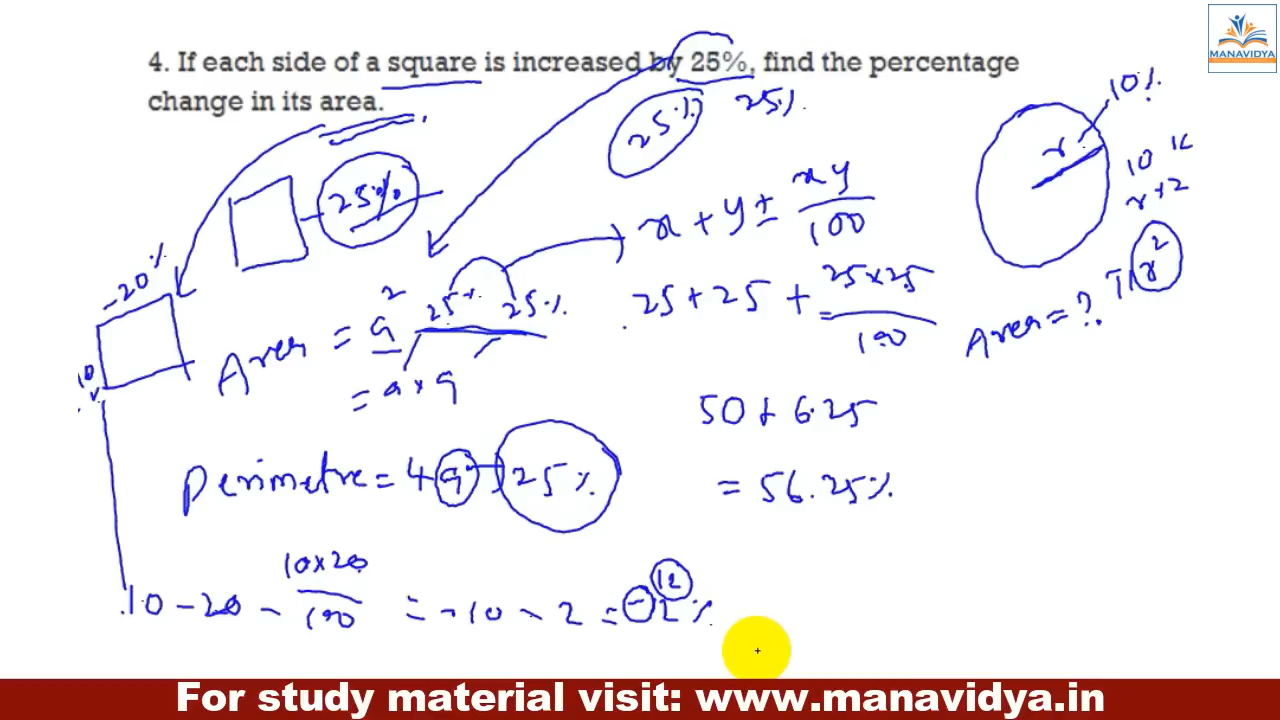 MANAVIDYA
4. If each side of a square is increased by 25%, find the percentage
change in its area.
25% 25%
10%
r
10 %
25%
x + y ± xy/100
-20%
Area = a² 25% 25%
25 + 25 + 25×25/100
Area = ? πr²
= a × a
10%
50 + 6.25
Perimetre = 4a 25%
= 56.25%
10 - 20 - 10×20/100 = -10 - 2 = -12%
For study material visit: www.manavidya.in